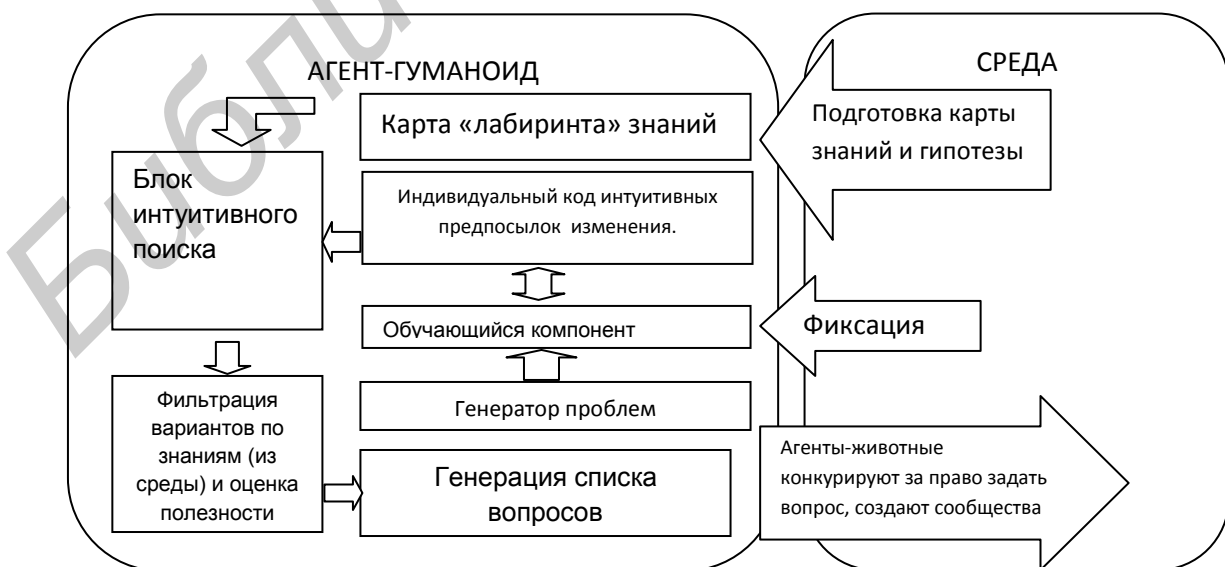 АГЕНТ-ГУМАНОИД
СРЕДА
Карта «лабиринта» знаний
Подготовка карты
знаний и гипотезы
Блок
интуитивного
поиска
Индивидуальный код интуитивных
предпосылок изменения.
Обучающийся компонент
Фиксация
Генератор проблем
Фильтрация
вариантов по
знаниям (из
среды) и оценка
полезности
Генерация списка
вопросов
Агенты-животные
конкурируют за право задать
вопрос, создают сообщества
Библи